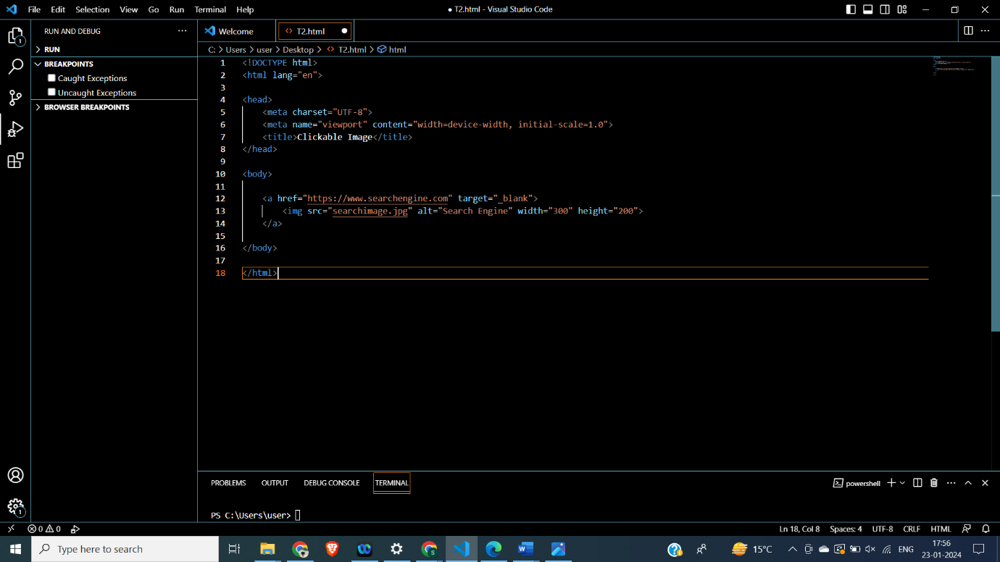 File Edit Selection View Go Run Terminal Help
● T2.html - Visual Studio Code
RUN AND DEBUG ···
RUN
BREAKPOINTS
Caught Exceptions
Uncaught Exceptions
BROWSER BREAKPOINTS
Welcome
T2.html
C: > Users > user > Desktop > T2.html > html
1 <!DOCTYPE html>
2 <html lang="en">
3
4 <head>
5 <meta charset="UTF-8">
6 <meta name="viewport" content="width=device-width, initial-scale=1.0">
7 <title>Clickable Image</title>
8 </head>
9
10 <body>
11
12 <a href="https://www.searchengine.com" target="_blank">
13 <img src="searchimage.jpg" alt="Search Engine" width="300" height="200">
14 </a>
15
16 </body>
17
18 </html>
PROBLEMS OUTPUT DEBUG CONSOLE TERMINAL
powershell
PS C:\Users\user>
1
1
0 0
Ln 18, Col 8 Spaces: 4 UTF-8 CRLF HTML
Type here to search
15°C
ENG
17:56
23-01-2024